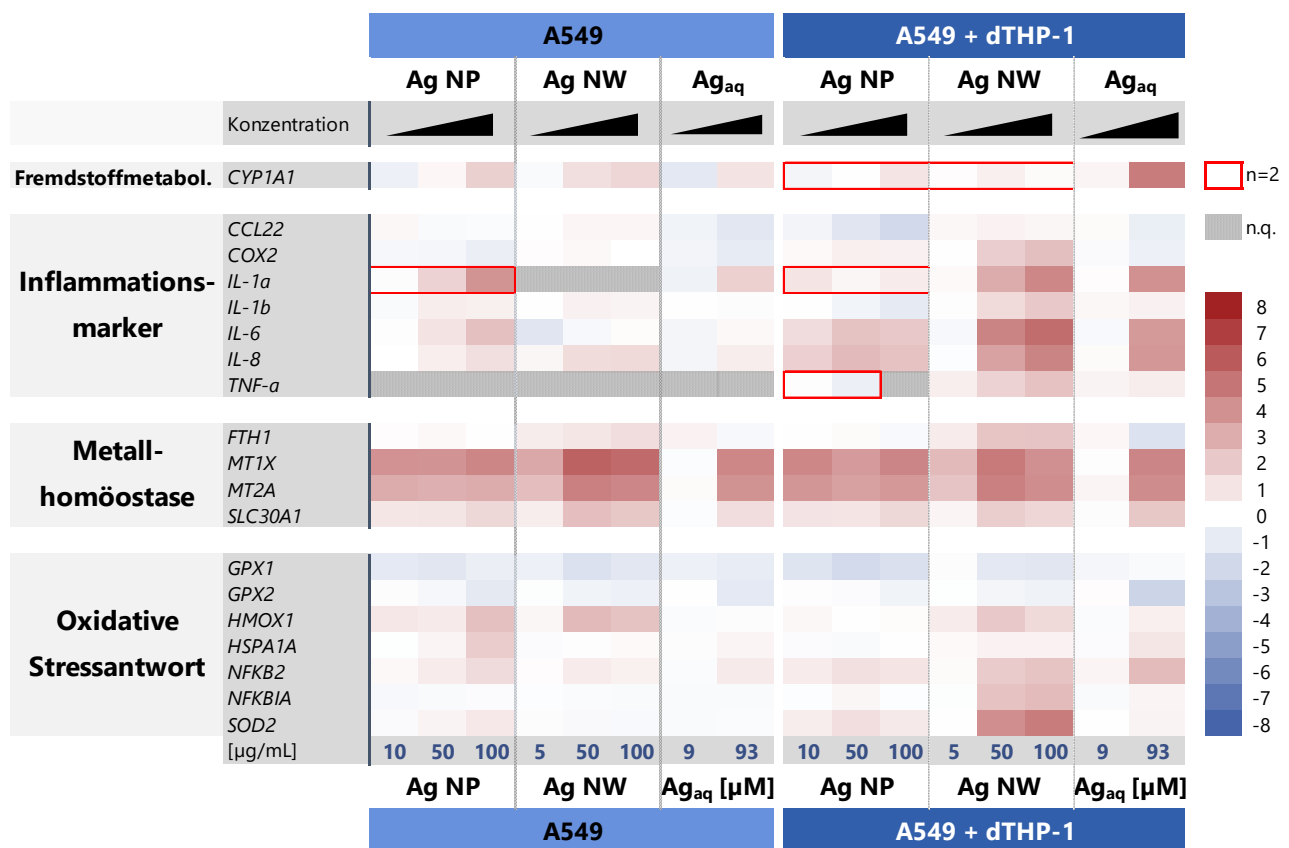 A549 A549 + dTHP-1
Ag NP Ag NW Agaq Ag NP Ag NW Agaq
Konzentration
Fremdstoffmetabol. CYP1A1 n=2
CCL22 n.q.
COX2
Inflammations-
marker
IL-1a
IL-1b
IL-6
IL-8
TNF-a
8
7
6
5
4
3
2
1
0
-1
-2
-3
-4
-5
-6
-7
-8
Metall-
homöostase
FTH1
MT1X
MT2A
SLC30A1
Oxidative
Stressantwort
GPX1
GPX2
HMOX1
HSPA1A
NFKB2
NFKBIA
SOD2
[µg/mL] 10 50 100 5 50 100 9 93 10 50 100 5 50 100 9 93
Ag NP Ag NW Agaq [µM] Ag NP Ag NW Agaq [µM]
A549 A549 + dTHP-1